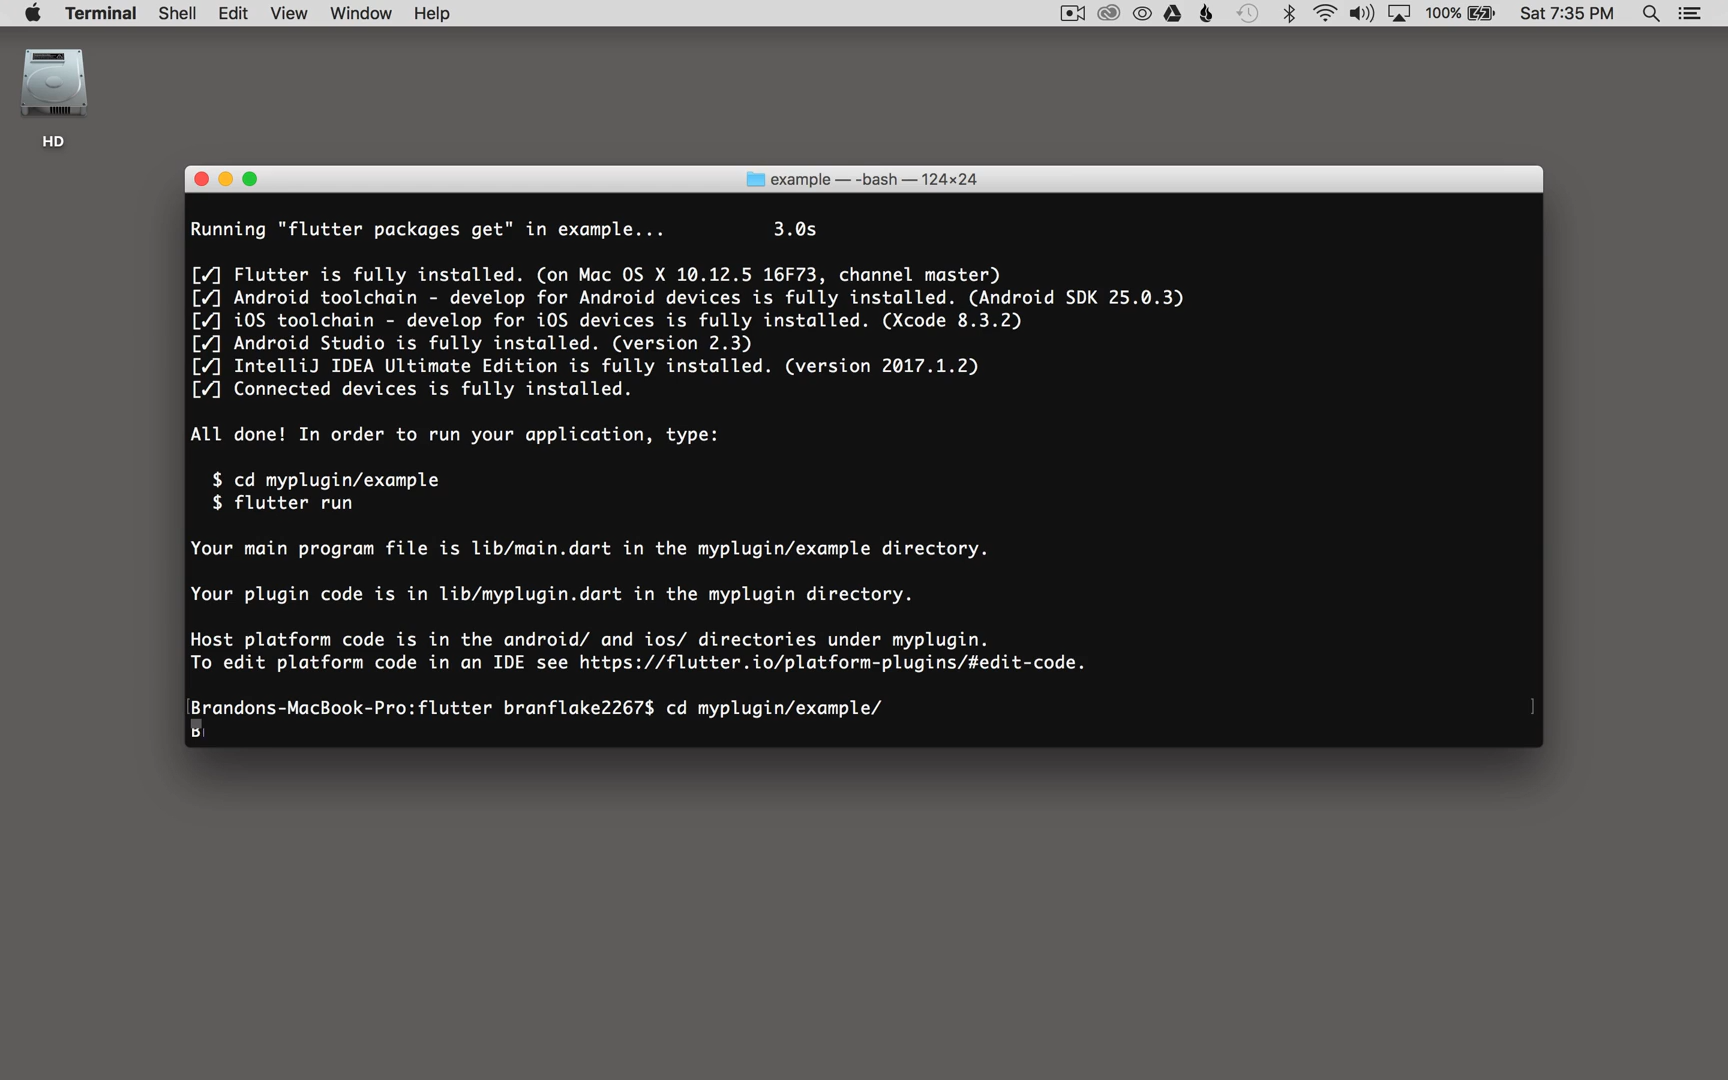 Terminal Shell Edit View Window Help 100% Sat 7:35 PM
HD
example — -bash — 124×24
Running "flutter packages get" in example... 3.0s
[✓] Flutter is fully installed. (on Mac OS X 10.12.5 16F73, channel master)
[✓] Android toolchain - develop for Android devices is fully installed. (Android SDK 25.0.3)
[✓] iOS toolchain - develop for iOS devices is fully installed. (Xcode 8.3.2)
[✓] Android Studio is fully installed. (version 2.3)
[✓] IntelliJ IDEA Ultimate Edition is fully installed. (version 2017.1.2)
[✓] Connected devices is fully installed.
All done! In order to run your application, type:
$ cd myplugin/example
$ flutter run
Your main program file is lib/main.dart in the myplugin/example directory.
Your plugin code is in lib/myplugin.dart in the myplugin directory.
Host platform code is in the android/ and ios/ directories under myplugin.
To edit platform code in an IDE see https://flutter.io/platform-plugins/#edit-code.
[Brandons-MacBook-Pro:flutter branflake2267$ cd myplugin/example/ ]
B